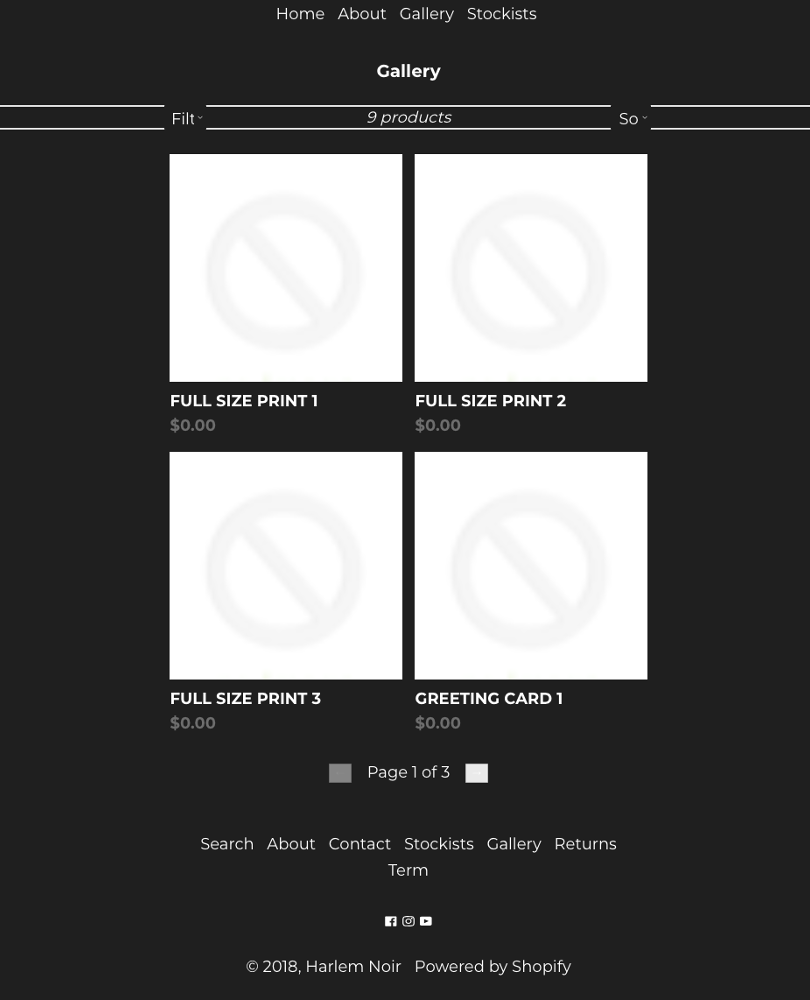 Home About Gallery Stockists
Gallery
Filt 9 products So
FULL SIZE PRINT 1 FULL SIZE PRINT 2
$0.00 $0.00
FULL SIZE PRINT 3 GREETING CARD 1
$0.00 $0.00
Page 1 of 3
Search About Contact Stockists Gallery Returns
Term
© 2018, Harlem Noir Powered by Shopify